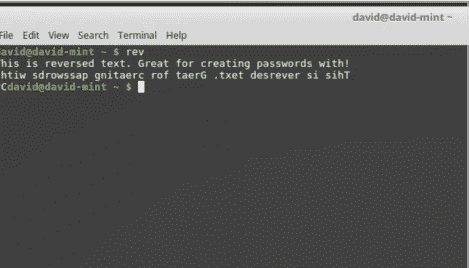 david@david-mint ~
File Edit View Search Terminal Help
david@david-mint ~ $ rev
This is reversed text. Great for creating passwords with!
!htiw sdrowssap gnitaerc rof taerG .txet desrever si sihT
^Cdavid@david-mint ~ $